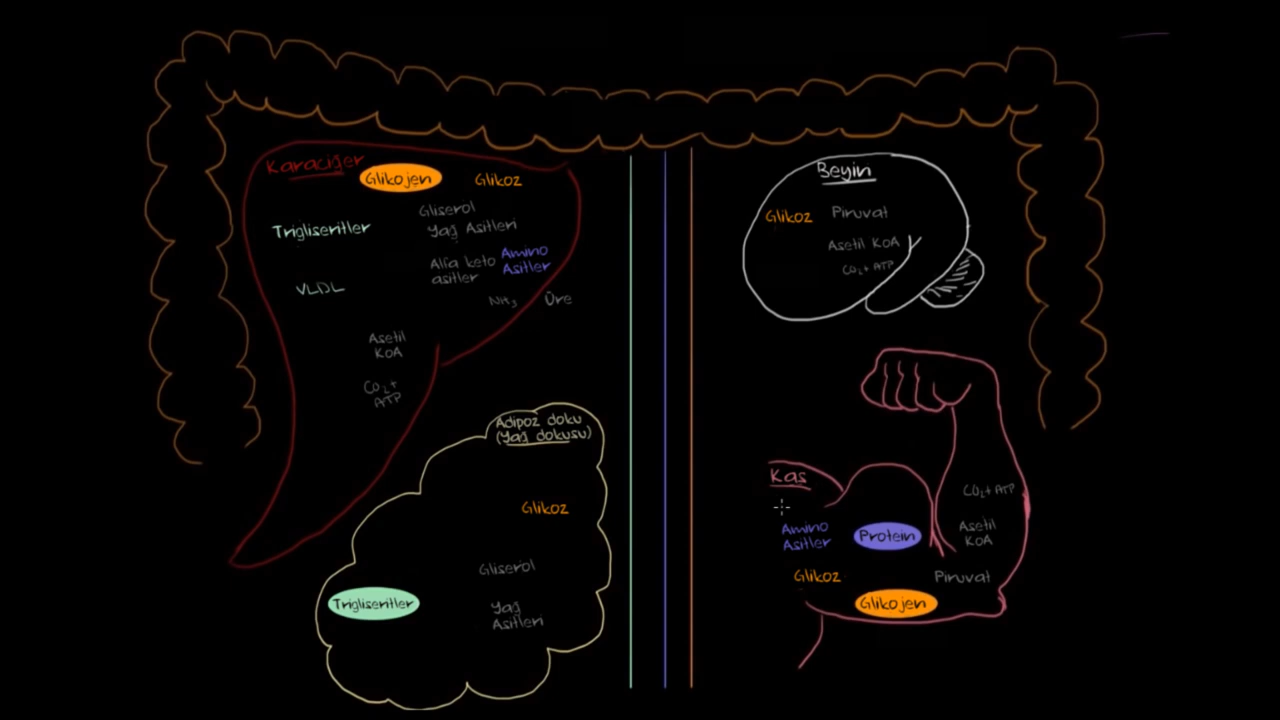 Karaciğer
Glikojen
Glikoz
Gliserol
Trigliseritler
Yağ Asitleri
Alfa keto
asitler
Amino
Asitler
VLDL
NH3
Üre
Asetil
KOA
CO2+
ATP
Adipoz doku
(Yağ dokusu)
Glikoz
Gliserol
Trigliseritler
Yağ
Asitleri
Beyin
Glikoz
Piruvat
Asetil KOA
CO2+ ATP
Kas
CO2+ ATP
Amino
Asitler
Protein
Asetil
KOA
Glikoz
Piruvat
Glikojen